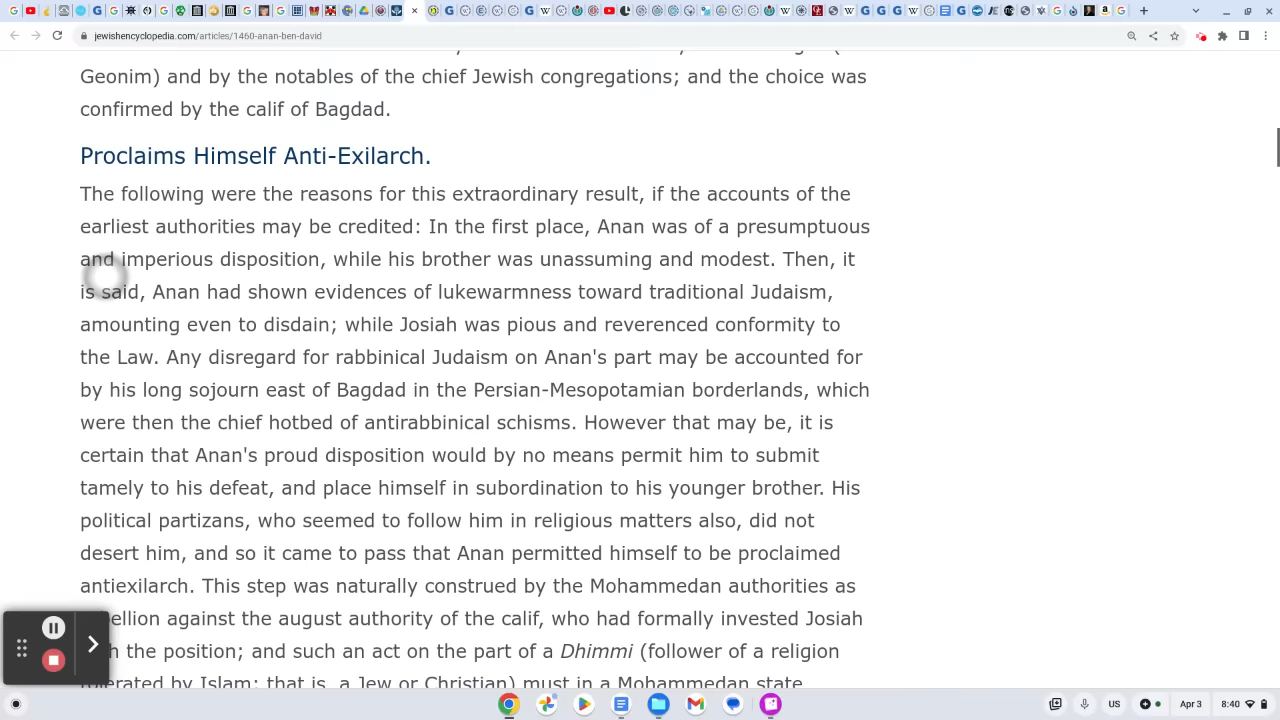 jewishencyclopedia.com/articles/1460-anan-ben-david
Geonim) and by the notables of the chief Jewish congregations; and the choice was
confirmed by the calif of Bagdad.
Proclaims Himself Anti-Exilarch.
The following were the reasons for this extraordinary result, if the accounts of the
earliest authorities may be credited: In the first place, Anan was of a presumptuous
and imperious disposition, while his brother was unassuming and modest. Then, it
is said, Anan had shown evidences of lukewarmness toward traditional Judaism,
amounting even to disdain; while Josiah was pious and reverenced conformity to
the Law. Any disregard for rabbinical Judaism on Anan's part may be accounted for
by his long sojourn east of Bagdad in the Persian-Mesopotamian borderlands, which
were then the chief hotbed of antirabbinical schisms. However that may be, it is
certain that Anan's proud disposition would by no means permit him to submit
tamely to his defeat, and place himself in subordination to his younger brother. His
political partizans, who seemed to follow him in religious matters also, did not
desert him, and so it came to pass that Anan permitted himself to be proclaimed
antiexilarch. This step was naturally construed by the Mohammedan authorities as
ellion against the august authority of the calif, who had formally invested Josiah
h the position; and such an act on the part of a Dhimmi (follower of a religion
tolerated by Islam; that is, a Jew or Christian) must in a Mohammedan state
US
Apr 3
8:40